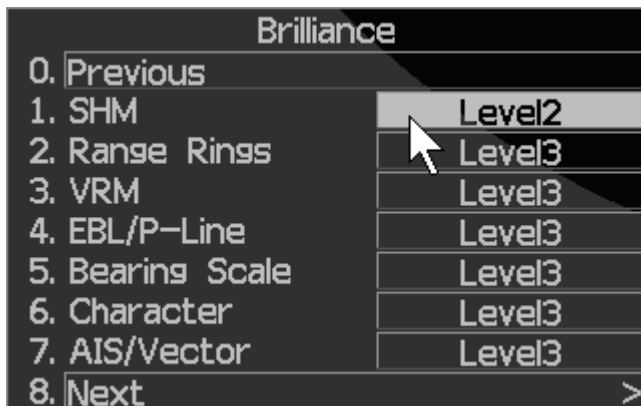 Brilliance
0. Previous
1. SHM Level2
2. Range Rings Level3
3. VRM Level3
4. EBL/P-Line Level3
5. Bearing Scale Level3
6. Character Level3
7. AIS/Vector Level3
8. Next >